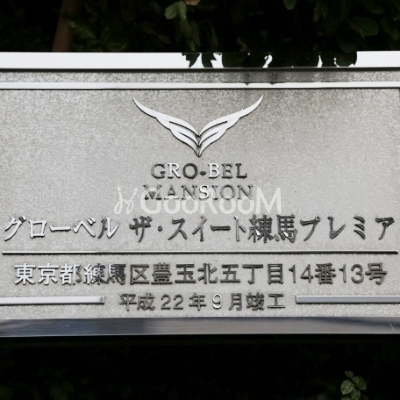 GRO-BEL
MANSION
GOOROOM
グローベル ザ・スイート練馬プレミア
東京都練馬区豊玉北五丁目14番13号
平成22年9月竣工